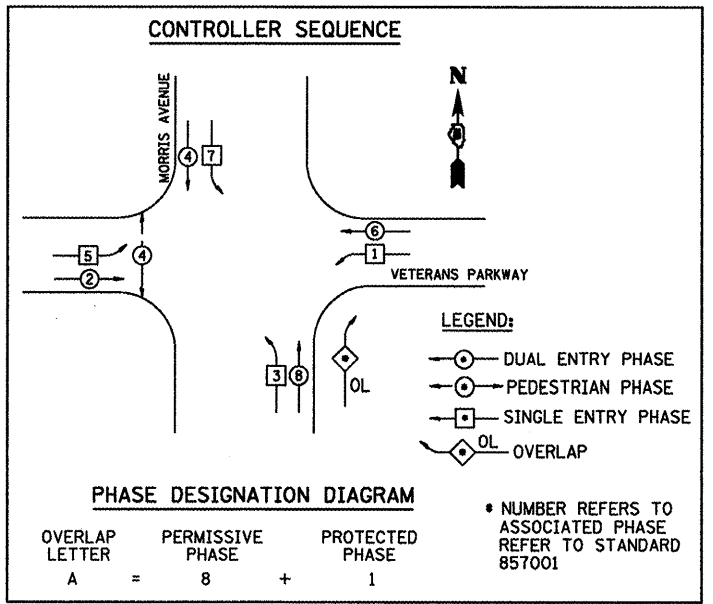 CONTROLLER SEQUENCE
MORRIS AVENUE
N
4 7
6
5 4 1
2
VETERANS PARKWAY
LEGEND:
3 8 *
OL
* DUAL ENTRY PHASE
* PEDESTRIAN PHASE
* SINGLE ENTRY PHASE
* OL OVERLAP
PHASE DESIGNATION DIAGRAM
OVERLAP LETTER PERMISSIVE PHASE PROTECTED PHASE
A = 8 + 1
* NUMBER REFERS TO
ASSOCIATED PHASE
REFER TO STANDARD
857001